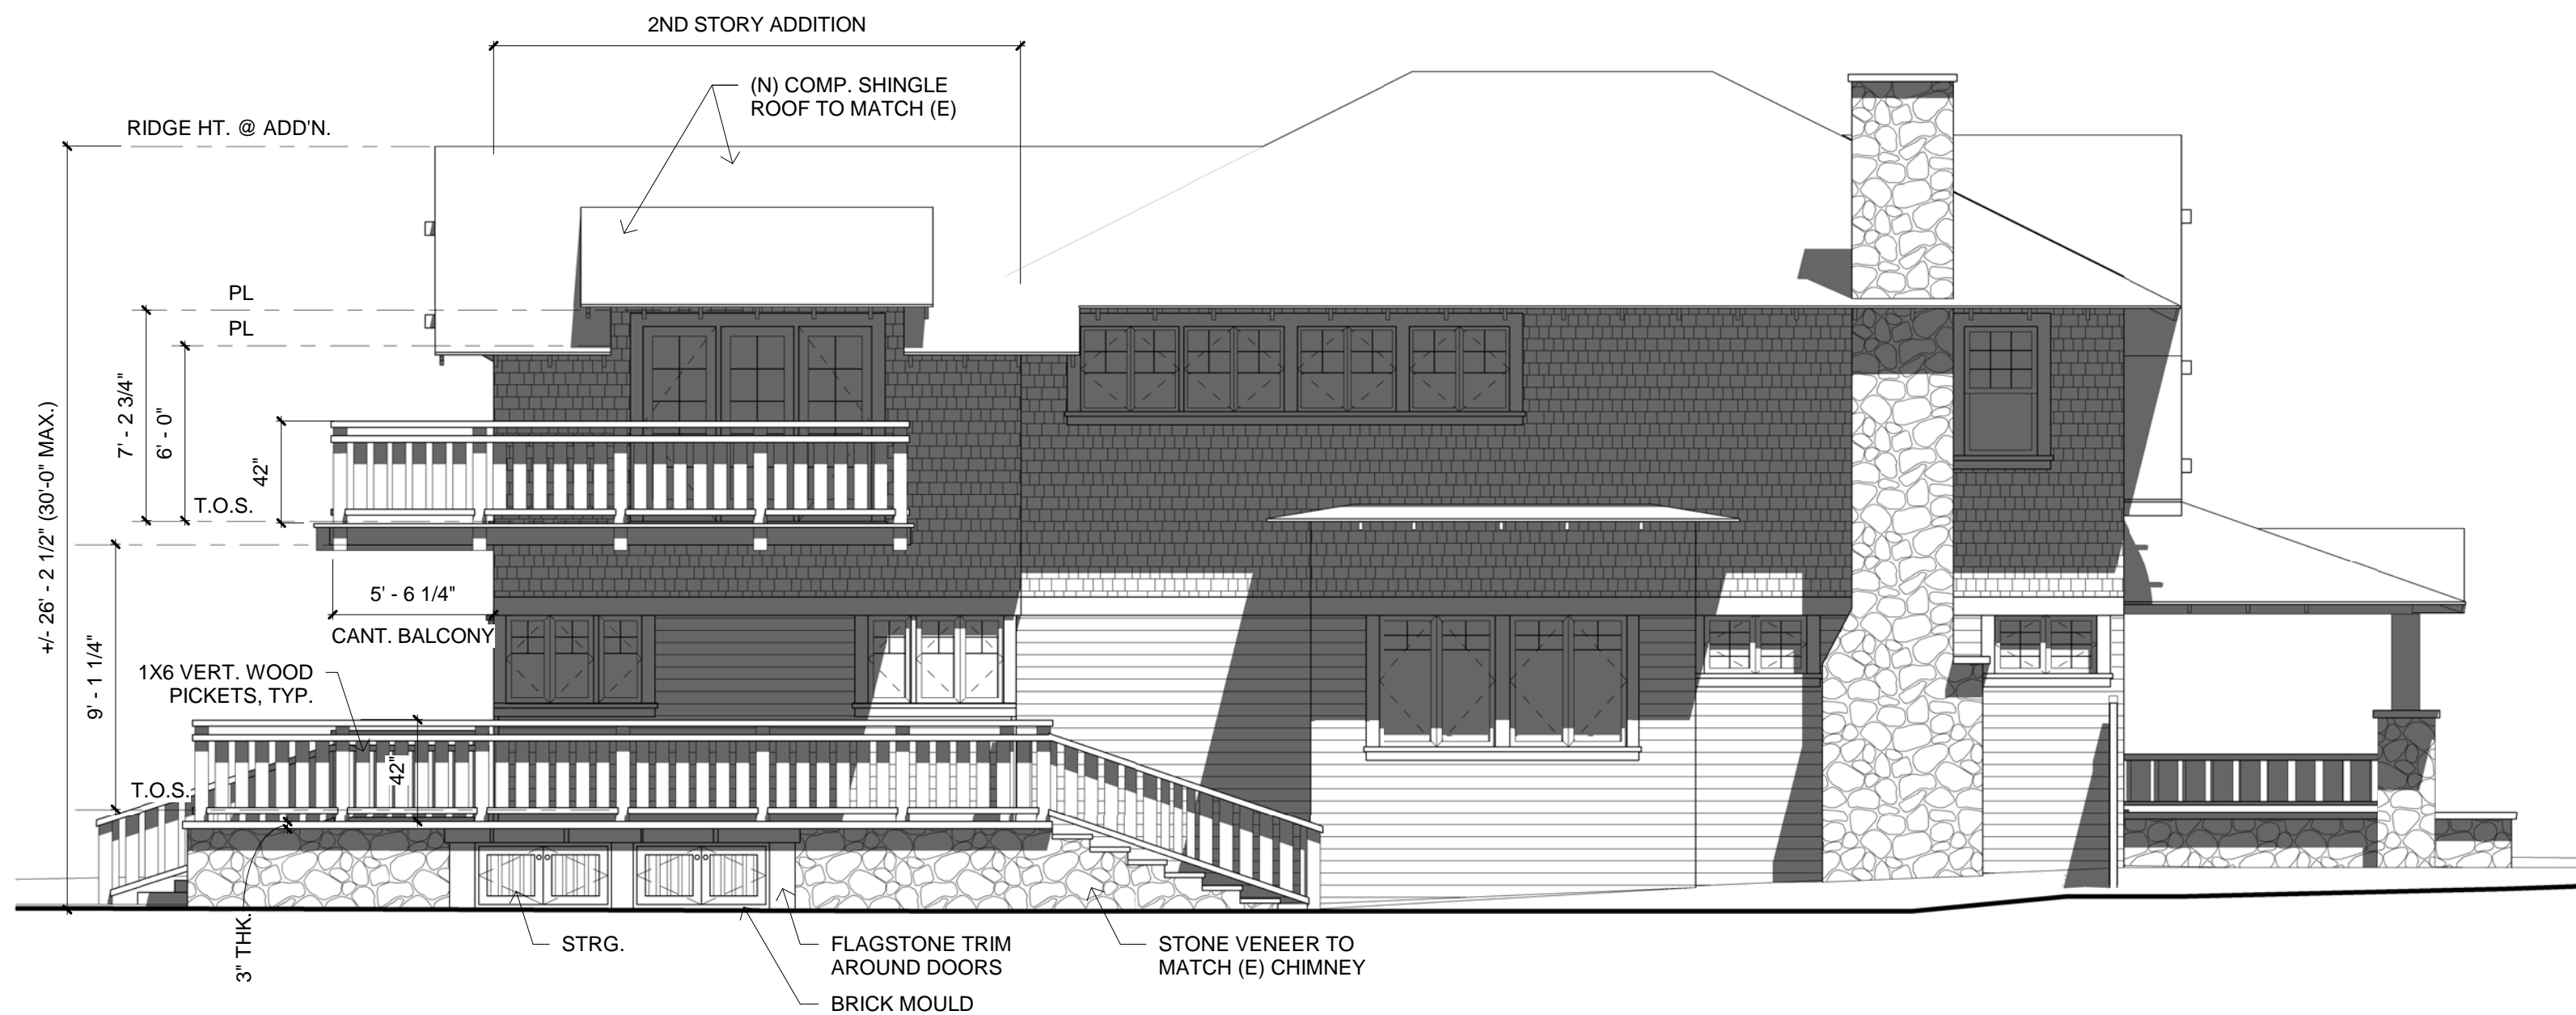 2ND STORY ADDITION
(N) COMP. SHINGLE
ROOF TO MATCH (E)
RIDGE HT. @ ADD'N.
PL
PL
7' - 2 3/4"
6' - 0"
42"
T.O.S.
+/- 26' - 2 1/2" (30'-0" MAX.)
5' - 6 1/4"
CANT. BALCONY
9' - 1 1/4"
1X6 VERT. WOOD
PICKETS, TYP.
42"
T.O.S.
3" THK.
STRG.
FLAGSTONE TRIM
AROUND DOORS
BRICK MOULD
STONE VENEER TO
MATCH (E) CHIMNEY